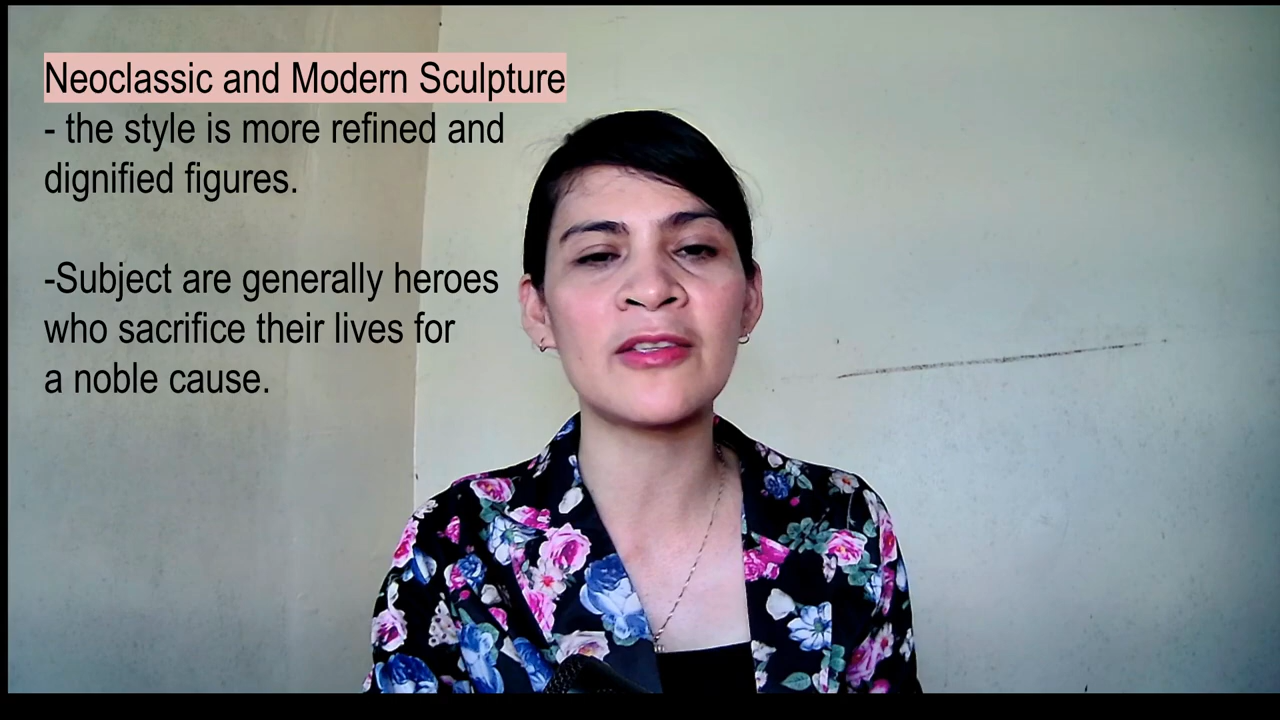 Neoclassic and Modern Sculpture
- the style is more refined and
dignified figures.
-Subject are generally heroes
who sacrifice their lives for
a noble cause.